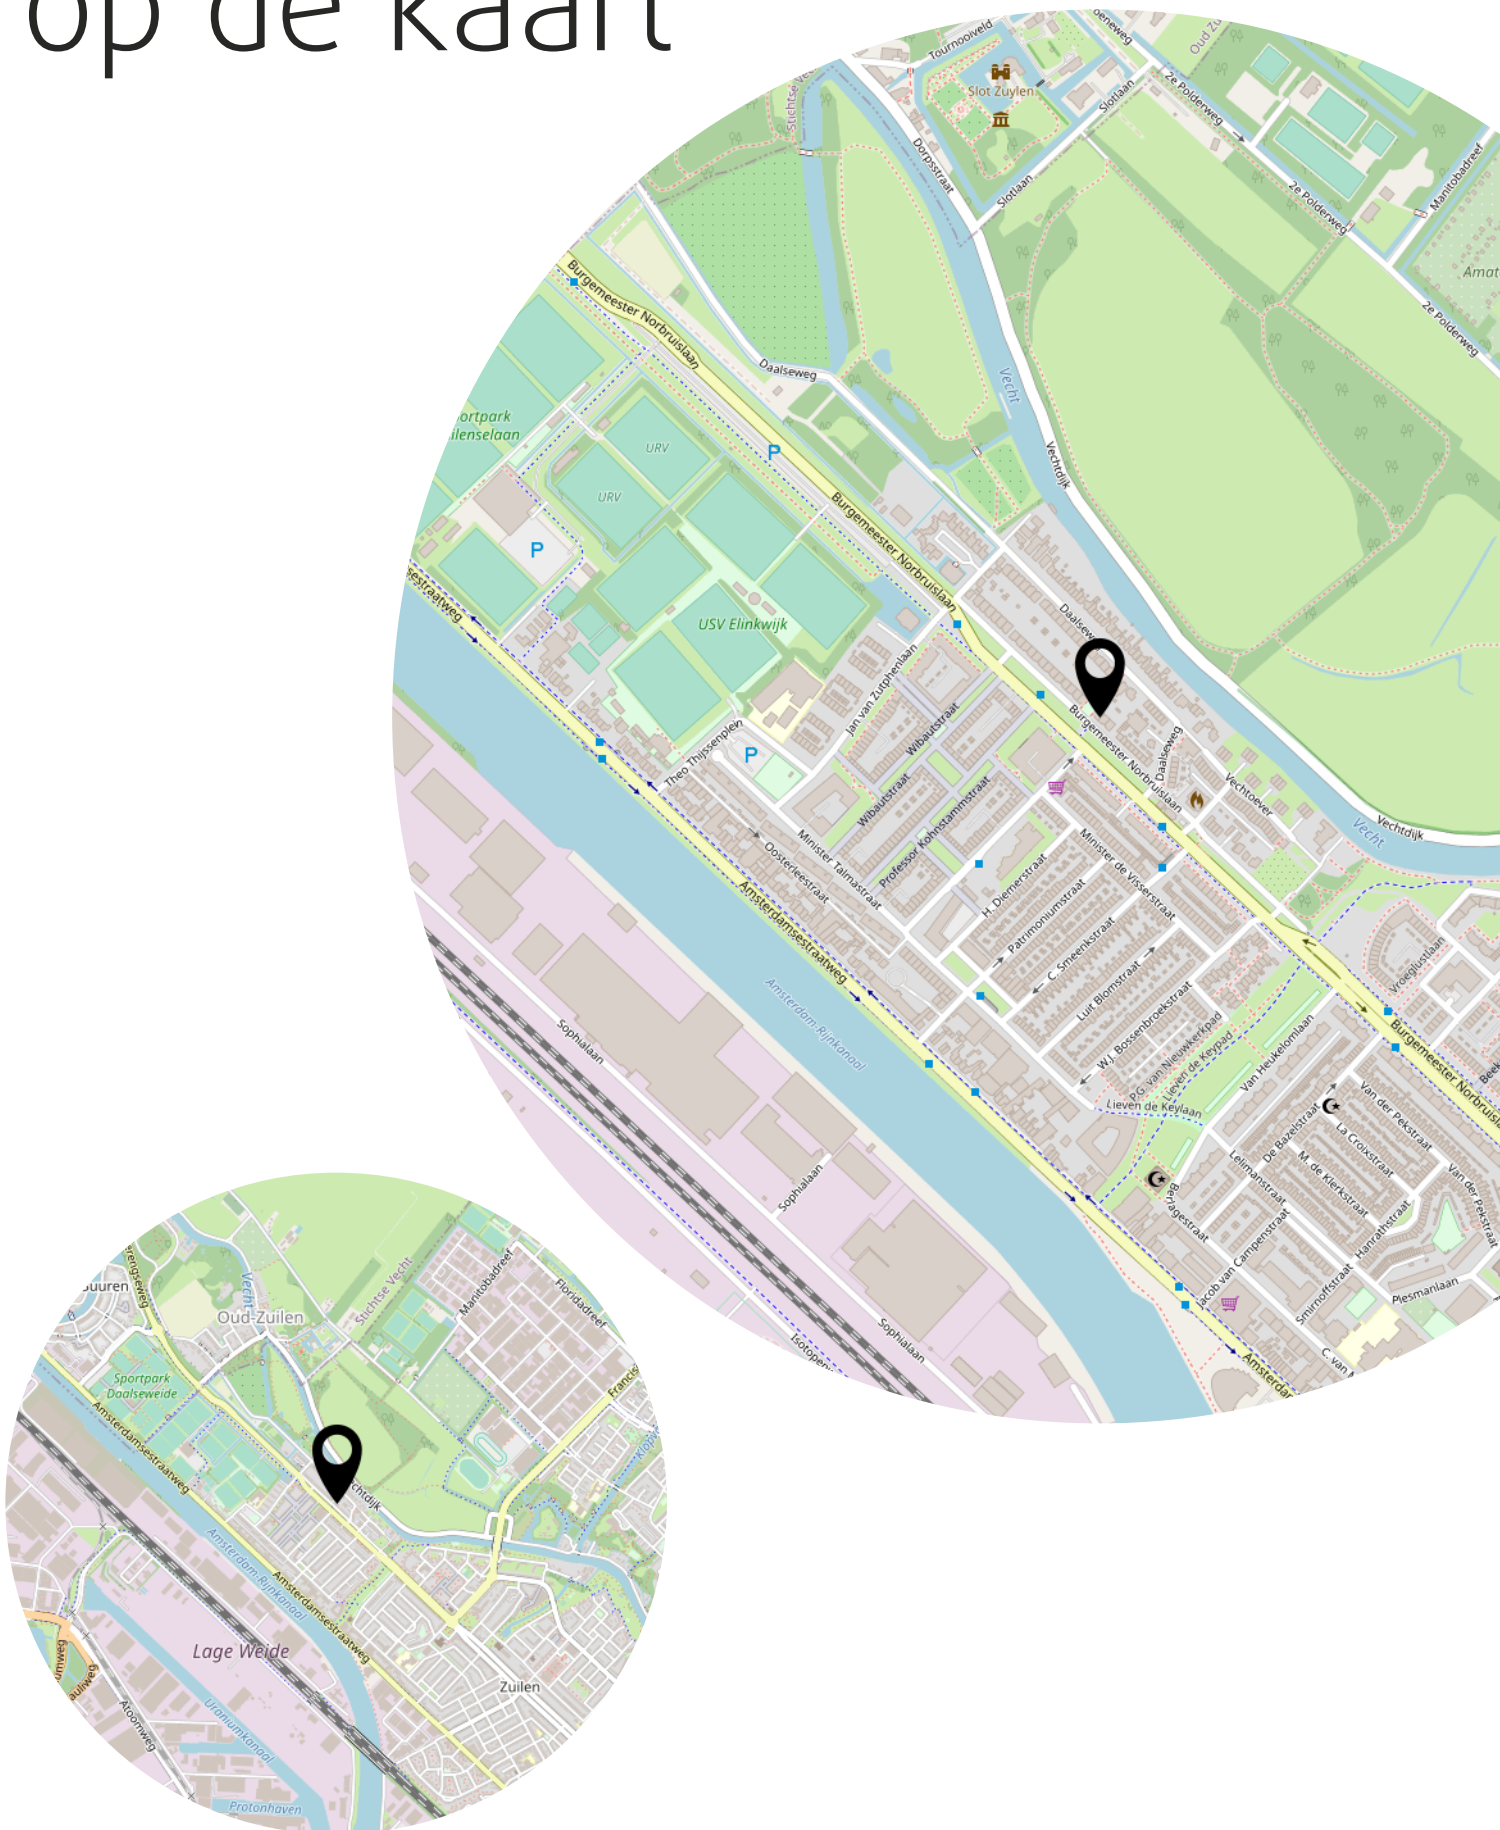 op de kaart
Tournooiveld
Slot Zuylen
Slotlaan
2e Polderweg
Dorpsstraat
Slotlaan
2e Polderweg
Manitobadreef
2e Polderweg
Burgemeester Norbruislaan
Daalseweg
Vecht
Vechtdijk
URV
URV
P
P
Burgemeester Norbruislaan
USV Elinkwijk
Jan van Zutphenlaan
Wibautstraat
Burgemeester Norbruislaan
Daalseweg
Vechtoever
Vecht
Vechtdijk
Theo Thijssenplein
P
Wibautstraat
Professor Kohnstammstraat
Minister Talmastraat
Oosterleestraat
Minister de Visserstraat
H. Diemerstraat
Patrimoniumstraat
C. Smeenkstraat
Luit Blomstraat
W.J. Bossenbroekstraat
P.G. van Nieuwkerkpad
Lieven de Keypad
Lieven de Keylaan
Van Heukelomlaan
Vroeglustlaan
Amsterdamsestraatweg
Amsterdam-Rijnkanaal
Sophialaan
Sophialaan
Sophialaan
De Bazelstraat
Van der Pekstraat
La Croixstraat
M. de Klerkstraat
Van der Pekstraat
Lelimanstraat
Berlagestraat
Hanrathstraat
Jacob van Campenstraat
Smirnoffstraat
Plesmanlaan
Vecht
Oud-Zuilen
Stichtse Vecht
Manitobadreef
Floridadreef
Sportpark
Daalseweide
Amsterdamsestraatweg
Amsterdam-Rijnkanaal
Amsterdamsestraatweg
Lage Weide
Zuilen
Atoomweg
Uraniumkanaal
Protonhaven